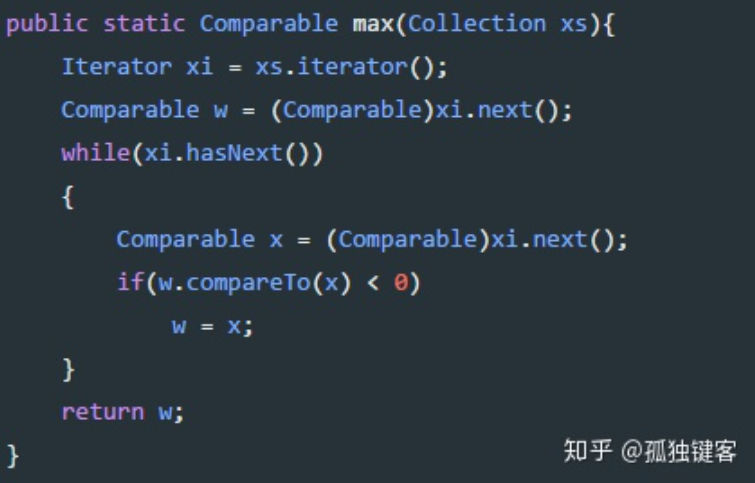 public static Comparable max(Collection xs){
    Iterator xi = xs.iterator();
    Comparable w = (Comparable)xi.next();
    while(xi.hasNext())
    {
        Comparable x = (Comparable)xi.next();
        if(w.compareTo(x) < 0)
            w = x;
    }
    return w;
}
知乎 @孤独键客